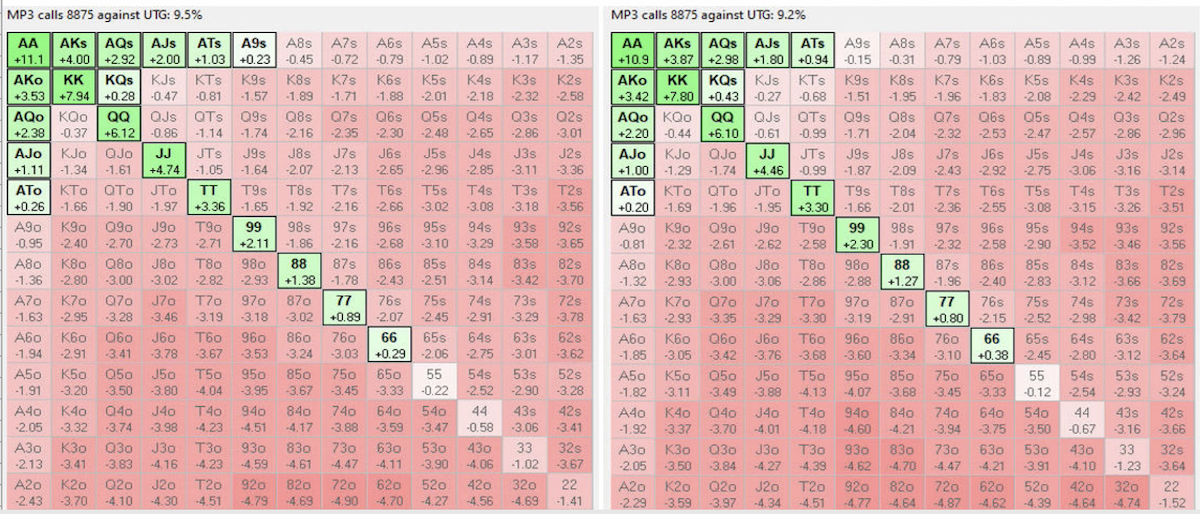 MP3 calls 8875 against UTG: 9.5%
AA AKs AQs AJs ATs A9s A8s A7s A6s A5s A4s A3s A2s
+11.1 +4.00 +2.92 +2.00 +1.03 +0.23 -0.45 -0.72 -0.79 -1.02 -0.89 -1.17 -1.35
AKo KK KQs KJs KTs K9s K8s K7s K6s K5s K4s K3s K2s
+3.53 +7.94 +0.28 -0.47 -0.81 -1.57 -1.89 -1.71 -1.88 -2.01 -2.18 -2.32 -2.58
AQo KQo QQ QJs QTs Q9s Q8s Q7s Q6s Q5s Q4s Q3s Q2s
+2.38 -0.37 +6.12 -0.86 -1.14 -1.74 -2.16 -2.35 -2.30 -2.48 -2.65 -2.86 -3.01
AJo KJo QJo JJ JTs J9s J8s J7s J6s J5s J4s J3s J2s
+1.11 -1.34 -1.61 +4.74 -1.05 -1.64 -2.07 -2.13 -2.65 -2.96 -2.85 -3.11 -3.36
ATo KTo QTo JTo TT T9s T8s T7s T6s T5s T4s T3s T2s
+0.26 -1.66 -1.90 -1.97 +3.36 -1.65 -1.92 -2.16 -2.66 -3.02 -3.08 -3.18 -3.56
A9o K9o Q9o J9o T9o 99 98s 97s 96s 95s 94s 93s 92s
-0.95 -2.40 -2.70 -2.73 -2.71 +2.11 -1.86 -2.16 -2.68 -3.10 -3.29 -3.58 -3.65
A8o K8o Q8o J8o T8o 98o 88 87s 86s 85s 84s 83s 82s
-1.36 -2.80 -3.00 -3.02 -2.82 -2.93 +1.38 -1.78 -2.43 -2.51 -3.14 -3.42 -3.70
A7o K7o Q7o J7o T7o 97o 87o 77 76s 75s 74s 73s 72s
-1.63 -2.95 -3.28 -3.46 -3.19 -3.18 -3.02 +0.89 -2.07 -2.45 -2.91 -3.29 -3.78
A6o K6o Q6o J6o T6o 96o 86o 76o 66 65s 64s 63s 62s
-1.94 -2.91 -3.41 -3.78 -3.67 -3.53 -3.24 -3.03 +0.29 -2.06 -2.75 -3.01 -3.62
A5o K5o Q5o J5o T5o 95o 85o 75o 65o 55 54s 53s 52s
-1.91 -3.20 -3.50 -3.80 -4.04 -3.95 -3.67 -3.45 -3.33 -0.22 -2.52 -2.90 -3.28
A4o K4o Q4o J4o T4o 94o 84o 74o 64o 54o 44 43s 42s
-2.05 -3.32 -3.74 -3.98 -4.23 -4.51 -4.17 -3.88 -3.59 -3.47 -0.58 -3.06 -3.41
A3o K3o Q3o J3o T3o 93o 83o 73o 63o 53o 43o 33 32s
-2.13 -3.41 -3.83 -4.16 -4.23 -4.59 -4.61 -4.47 -4.11 -3.90 -4.06 -1.02 -3.67
A2o K2o Q2o J2o T2o 92o 82o 72o 62o 52o 42o 32o 22
-2.43 -3.70 -4.10 -4.30 -4.51 -4.79 -4.69 -4.90 -4.70 -4.27 -4.56 -4.69 -1.41
MP3 calls 8875 against UTG: 9.2%
AA AKs AQs AJs ATs A9s A8s A7s A6s A5s A4s A3s A2s
+10.9 +3.87 +2.98 +1.80 +0.94 -0.15 -0.31 -0.79 -1.03 -0.89 -0.99 -1.26 -1.24
AKo KK KQs KJs KTs K9s K8s K7s K6s K5s K4s K3s K2s
+3.42 +7.80 +0.43 -0.27 -0.68 -1.51 -1.95 -1.96 -1.83 -2.08 -2.29 -2.42 -2.49
AQo KQo QQ QJs QTs Q9s Q8s Q7s Q6s Q5s Q4s Q3s Q2s
+2.20 -0.44 +6.10 -0.61 -0.99 -1.71 -2.04 -2.32 -2.53 -2.47 -2.57 -2.86 -2.96
AJo KJo QJo JJ JTs J9s J8s J7s J6s J5s J4s J3s J2s
+1.00 -1.29 -1.74 +4.46 -0.99 -1.87 -2.09 -2.43 -2.92 -2.75 -3.06 -3.16 -3.14
ATo KTo QTo JTo TT T9s T8s T7s T6s T5s T4s T3s T2s
+0.20 -1.69 -1.96 -1.95 +3.30 -1.66 -2.01 -2.36 -2.55 -3.08 -3.15 -3.26 -3.51
A9o K9o Q9o J9o T9o 99 98s 97s 96s 95s 94s 93s 92s
-0.81 -2.32 -2.61 -2.62 -2.58 +2.30 -1.91 -2.32 -2.58 -2.90 -3.52 -3.46 -3.56
A8o K8o Q8o J8o T8o 98o 88 87s 86s 85s 84s 83s 82s
-1.32 -2.93 -3.00 -3.06 -2.86 -2.88 +1.27 -1.96 -2.40 -2.83 -3.12 -3.66 -3.69
A7o K7o Q7o J7o T7o 97o 87o 77 76s 75s 74s 73s 72s
-1.63 -2.93 -3.35 -3.29 -3.30 -3.19 -2.91 +0.80 -2.15 -2.52 -2.98 -3.42 -3.79
A6o K6o Q6o J6o T6o 96o 86o 76o 66 65s 64s 63s 62s
-1.85 -3.05 -3.42 -3.76 -3.68 -3.60 -3.34 -3.10 +0.38 -2.45 -2.80 -3.12 -3.64
A5o K5o Q5o J5o T5o 95o 85o 75o 65o 55 54s 53s 52s
-1.82 -3.11 -3.49 -3.88 -4.13 -4.07 -3.68 -3.45 -3.33 -0.12 -2.54 -2.93 -3.24
A4o K4o Q4o J4o T4o 94o 84o 74o 64o 54o 44 43s 42s
-1.92 -3.37 -3.70 -4.01 -4.18 -4.60 -4.21 -3.94 -3.75 -3.50 -0.67 -3.16 -3.66
A3o K3o Q3o J3o T3o 93o 83o 73o 63o 53o 43o 33 32s
-2.05 -3.50 -3.84 -4.27 -4.39 -4.62 -4.70 -4.47 -4.21 -3.91 -4.10 -1.23 -3.64
A2o K2o Q2o J2o T2o 92o 82o 72o 62o 52o 42o 32o 22
-2.29 -3.59 -3.97 -4.34 -4.51 -4.77 -4.94 -4.87 -4.62 -4.39 -4.64 -4.74 -1.52